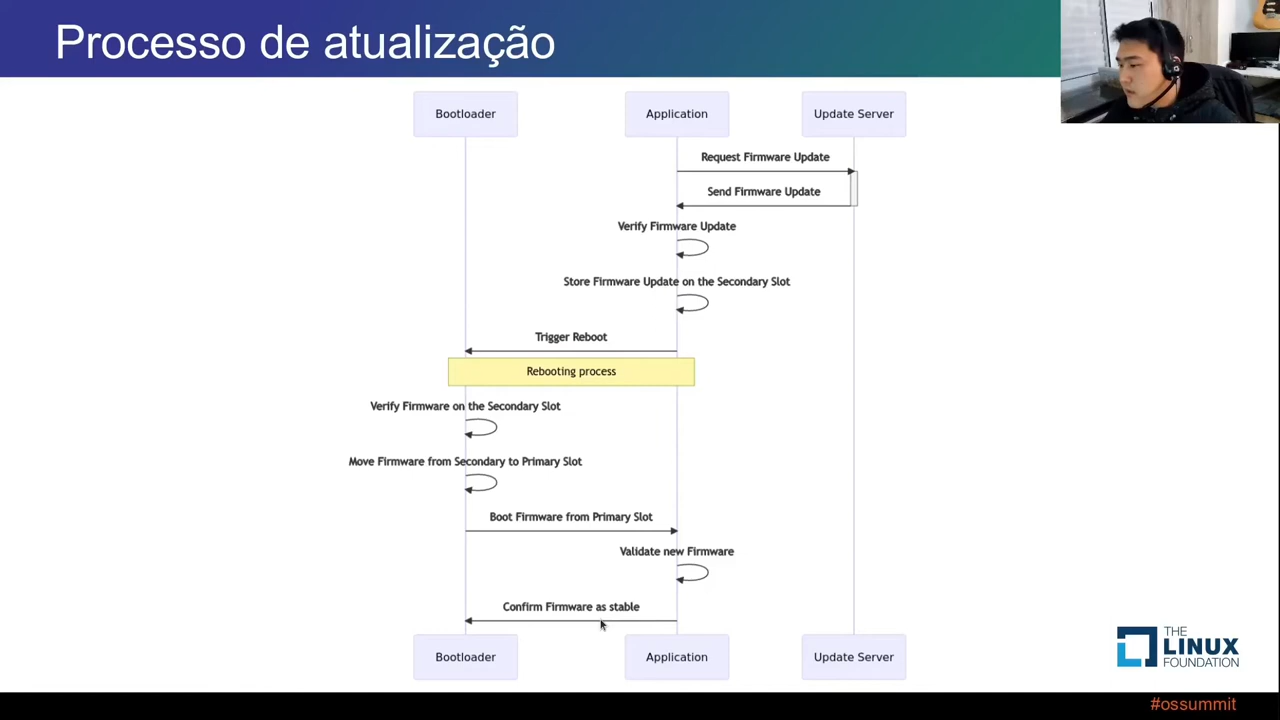 Processo de atualização
Bootloader
Application
Update Server
Request Firmware Update
Send Firmware Update
Verify Firmware Update
Store Firmware Update on the Secondary Slot
Trigger Reboot
Rebooting process
Verify Firmware on the Secondary Slot
Move Firmware from Secondary to Primary Slot
Boot Firmware from Primary Slot
Validate new Firmware
Confirm Firmware as stable
Bootloader
Application
Update Server
THE
LINUX
FOUNDATION
#ossummit